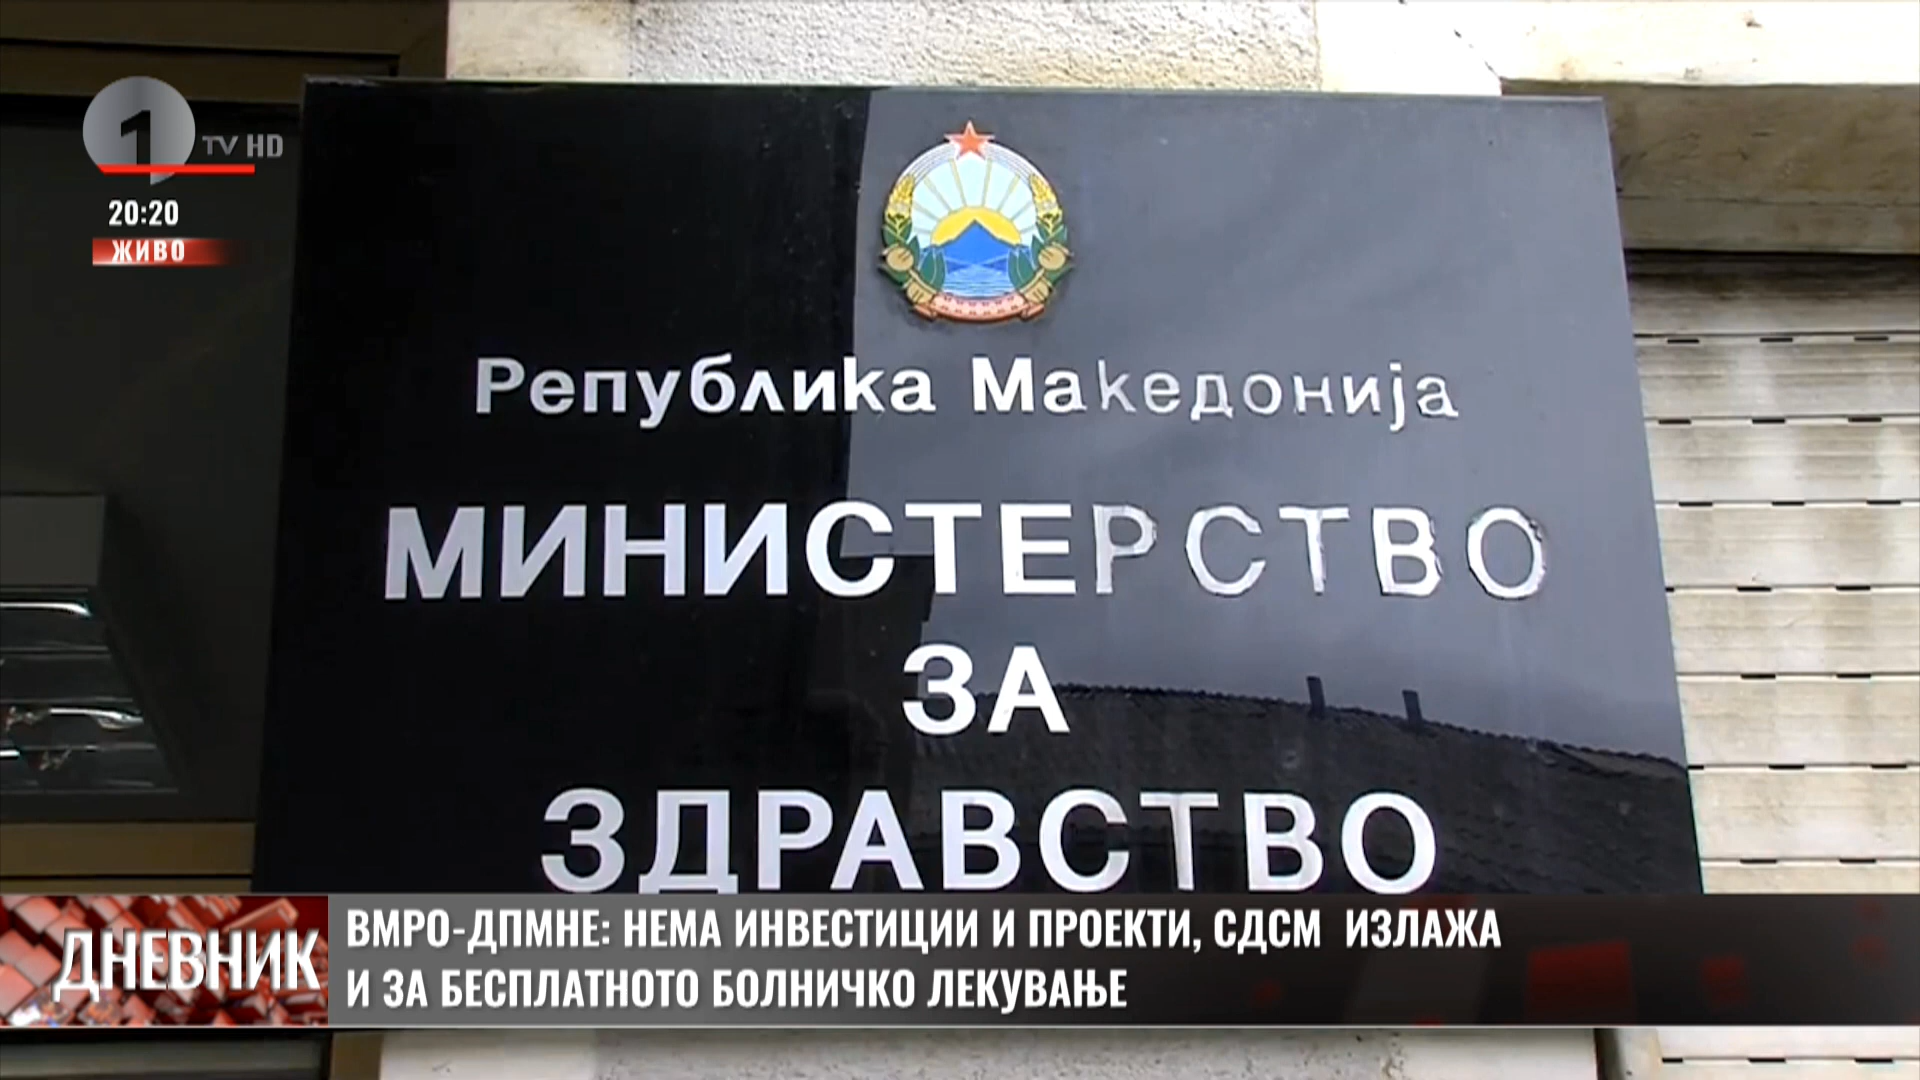 1 TV HD
20:20
ЖИВО
Република Македонија
МИНИСТЕРСТВО
ЗА
ЗДРАВСТВО
ДНЕВНИК
ВМРО-ДПМНЕ: НЕМА ИНВЕСТИЦИИ И ПРОЕКТИ, СДСМ ИЗЛАЖА
И ЗА БЕСПЛАТНОТО БОЛНИЧКО ЛЕКУВАЊЕ